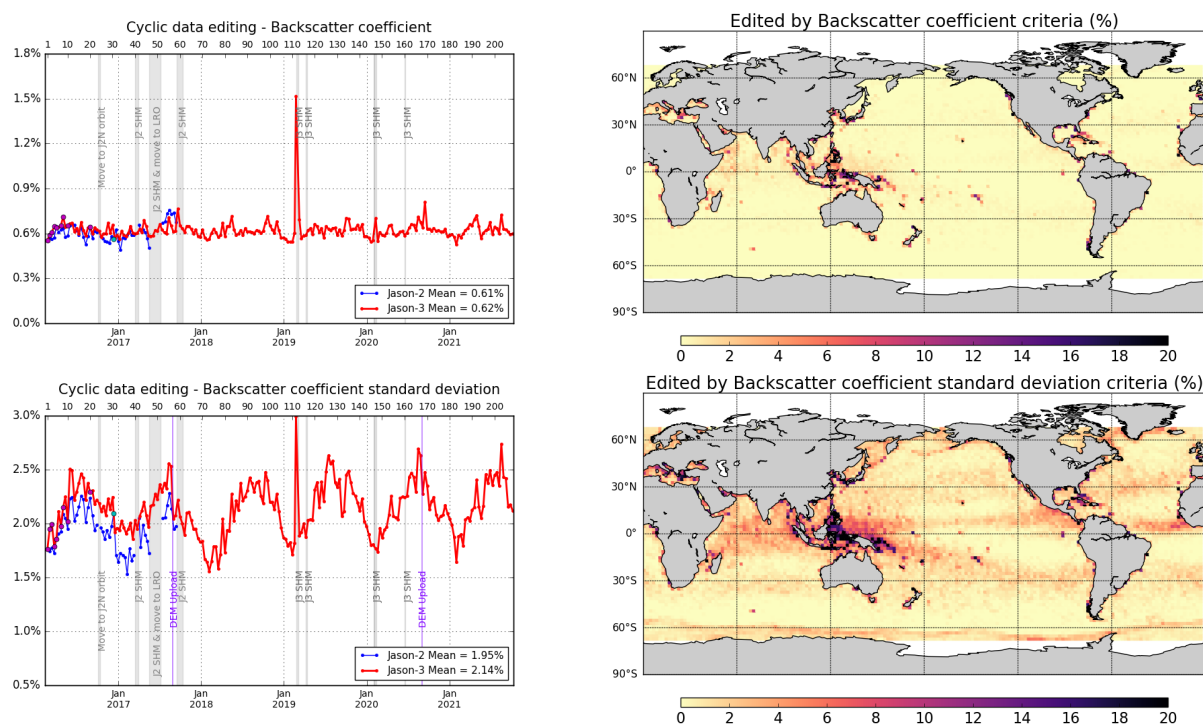 Cyclic data editing - Backscatter coefficient
1 10 20 30 40 50 60 70 80 90 100 110 120 130 140 150 160 170 180 190 200
1.8%
1.5%
1.2%
0.9%
0.6%
0.3%
0.0%
Move to J2N orbit
J2 SHM
J2 SHM & move to LRO
J2 SHM
J3 SHM
J3 SHM
J3 SHM
J3 SHM
Jason-2 Mean = 0.61%
Jason-3 Mean = 0.62%
Jan Jan Jan Jan Jan
2017 2018 2019 2020 2021
Edited by Backscatter coefficient criteria (%)
60°N
30°N
0°
30°S
60°S
90°S
0 2 4 6 8 10 12 14 16 18 20
Cyclic data editing - Backscatter coefficient standard deviation
1 10 20 30 40 50 60 70 80 90 100 110 120 130 140 150 160 170 180 190 200
3.0%
2.5%
2.0%
1.5%
1.0%
0.5%
Move to J2N orbit
J2 SHM
J2 SHM & move to LRO
DEM Upload
J2 SHM
J3 SHM
J3 SHM
J3 SHM
J3 SHM
DEM Upload
Jason-2 Mean = 1.95%
Jason-3 Mean = 2.14%
Jan Jan Jan Jan Jan
2017 2018 2019 2020 2021
Edited by Backscatter coefficient standard deviation criteria (%)
60°N
30°N
0°
30°S
60°S
90°S
0 2 4 6 8 10 12 14 16 18 20